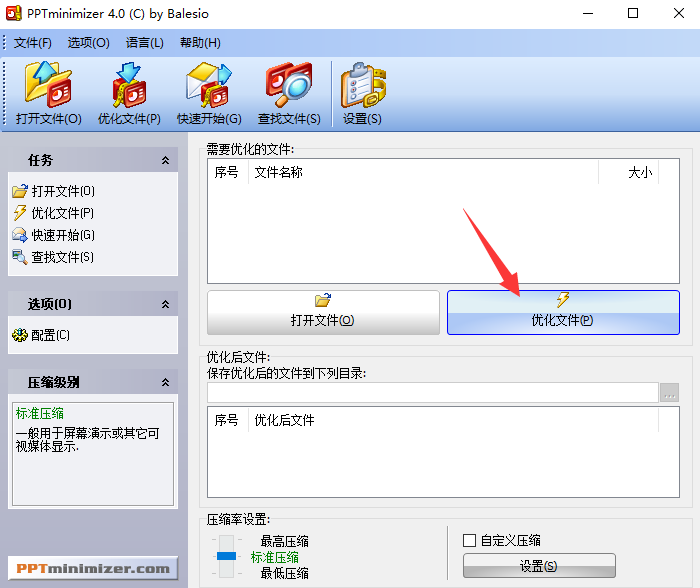 PPTminimizer 4.0 (C) by Balesio
文件(F) 选项(O) 语言(L) 帮助(H)
打开文件(O) 优化文件(P) 快速开始(G) 查找文件(S) 设置(S)
任务
打开文件(O)
优化文件(P)
快速开始(G)
查找文件(S)
选项(O)
配置(C)
压缩级别
标准压缩
一般用于屏幕演示或其它可
视媒体显示.
PPTminimizer.com
需要优化的文件:
序号 文件名称 大小
打开文件(O) 优化文件(P)
优化后文件:
保存优化后的文件到下列目录:
...
序号 优化后文件
压缩率设置:
最高压缩
标准压缩
最低压缩
自定义压缩
设置(S)